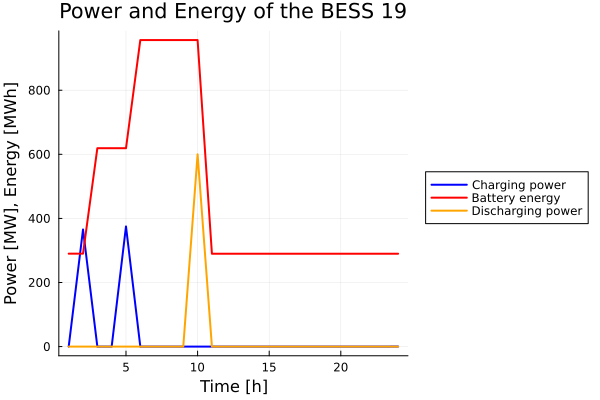 Power and Energy of the BESS 19
Power [MW], Energy [MWh]
800
600
400
200
0
5
10
15
20
Time [h]
Charging power
Battery energy
Discharging power